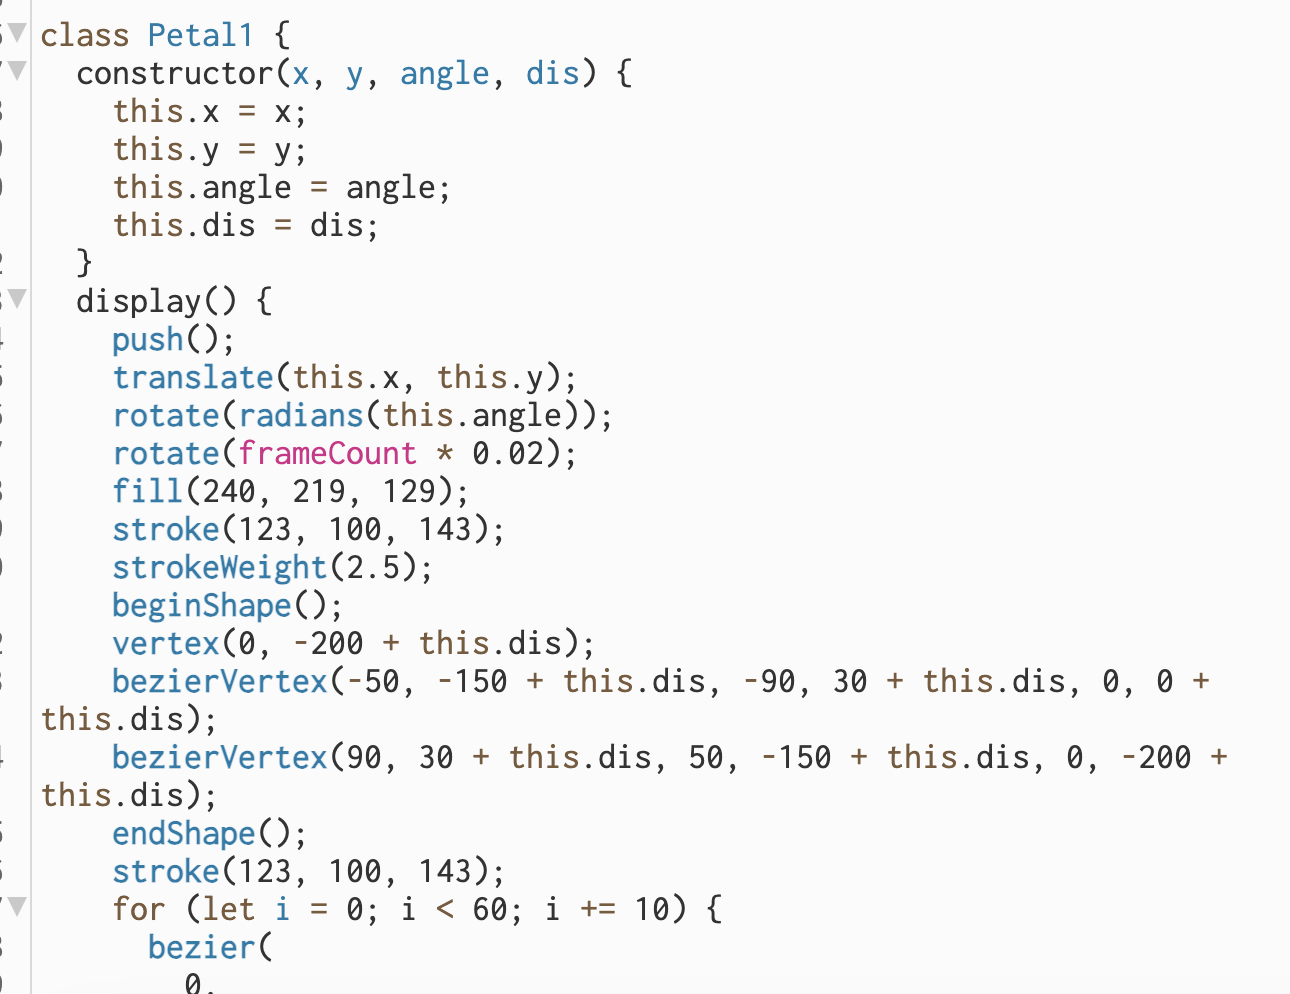 class Petal1 {
constructor(x, y, angle, dis) {
this.x = x;
this.y = y;
this.angle = angle;
this.dis = dis;
}
display() {
push();
translate(this.x, this.y);
rotate(radians(this.angle));
rotate(frameCount * 0.02);
fill(240, 219, 129);
stroke(123, 100, 143);
strokeWeight(2.5);
beginShape();
vertex(0, -200 + this.dis);
bezierVertex(-50, -150 + this.dis, -90, 30 + this.dis, 0, 0 +
this.dis);
bezierVertex(90, 30 + this.dis, 50, -150 + this.dis, 0, -200 +
this.dis);
endShape();
stroke(123, 100, 143);
for (let i = 0; i < 60; i += 10) {
bezier(
0,